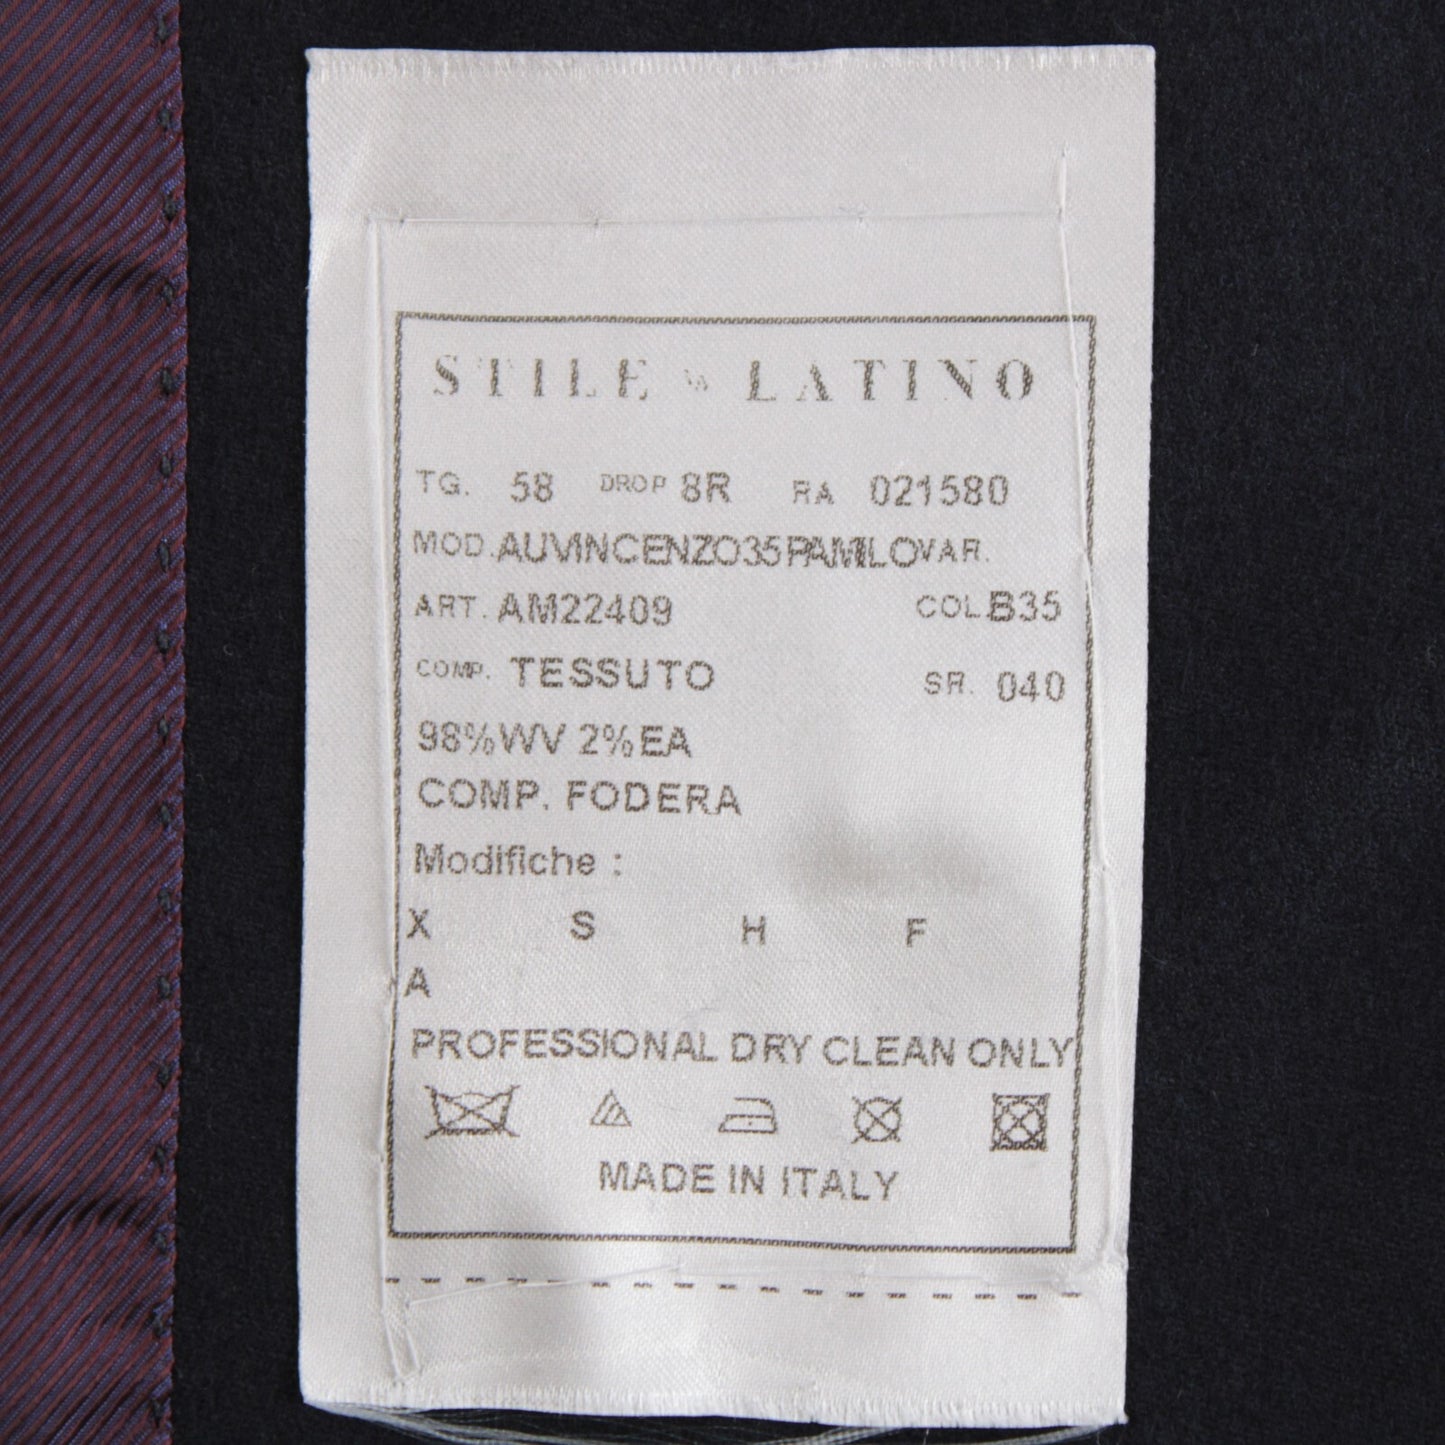 STILE LATINO
TG. 58 DROP 8R RA 021580
MOD. AUVINCENZO35PAMILO VAR.
ART. AM22409 COL. B35
COMP. TESSUTO SR. 040
98%WV 2%EA
COMP. FODERA
Modifiche :
X S H F
A
PROFESSIONAL DRY CLEAN ONLY
MADE IN ITALY